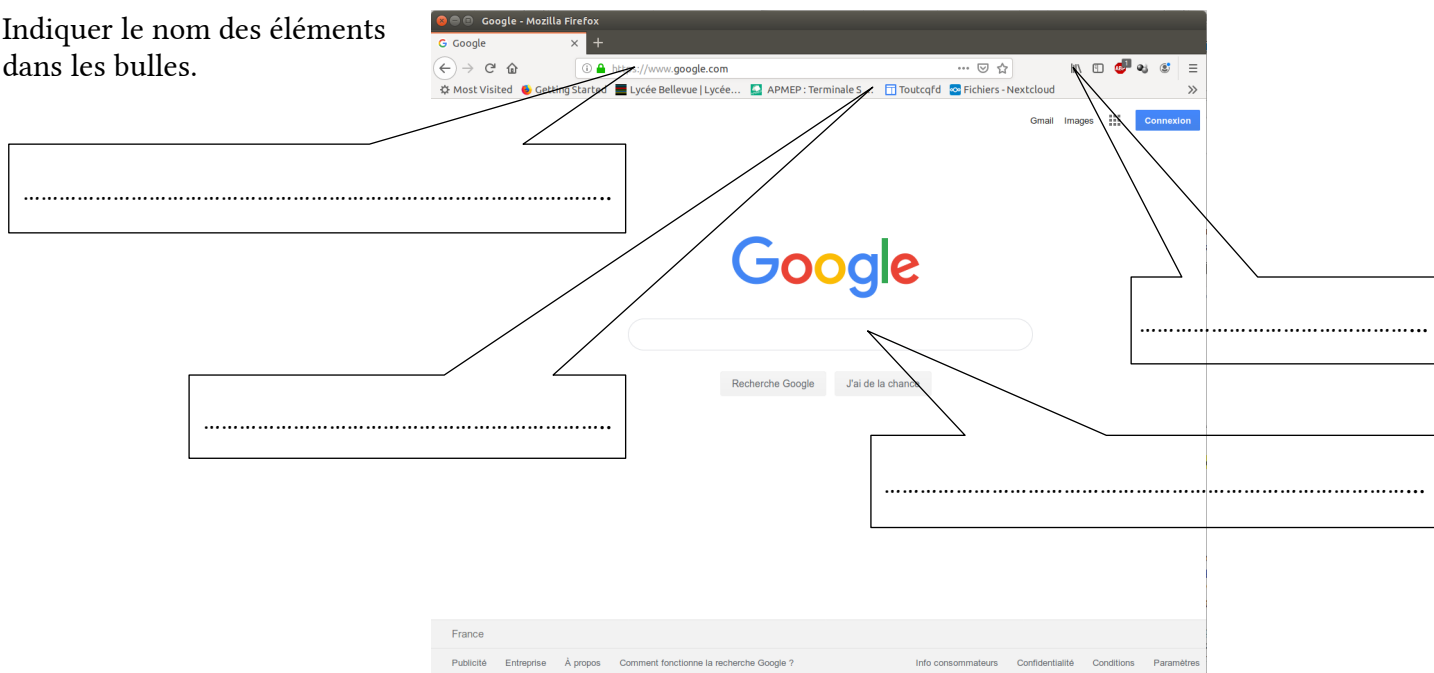 Indiquer le nom des éléments
dans les bulles.
Google - Mozilla Firefox
Google
https://www.google.com
Most Visited Getting Started Lycée Bellevue | Lycée... APMEP : Terminale S ... Toutcqfd Fichiers - Nextcloud
Gmail Images Connexion
……………………………………………………………………………………..
Google
…………………………………………
Recherche Google J'ai de la chance
…………………………………………………………..
………………………………………………………………………………
France
Publicité Entreprise À propos Comment fonctionne la recherche Google ? Info consommateurs Confidentialité Conditions Paramètres